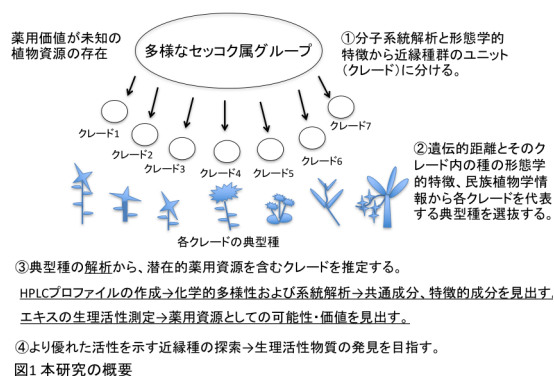 薬用価値が未知の
植物資源の存在
多様なセッコク属グループ
①分子系統解析と形態学的
特徴から近縁種群のユニット
(クレード)に分ける。
クレード1
クレード2
クレード3
クレード4
クレード5
クレード6
クレード7
②遺伝的距離とそのク
レード内の種の形態学
的特徴、民族植物学情
報から各クレードを代表
する典型種を選抜する。
各クレードの典型種
③典型種の解析から、潜在的薬用資源を含むクレードを推定する。
HPLCプロファイルの作成→化学的多様性および系統解析→共通成分、特徴的成分を見出す。
エキスの生理活性測定→薬用資源としての可能性・価値を見出す。
④より優れた活性を示す近縁種の探索→生理活性物質の発見を目指す。
図1 本研究の概要